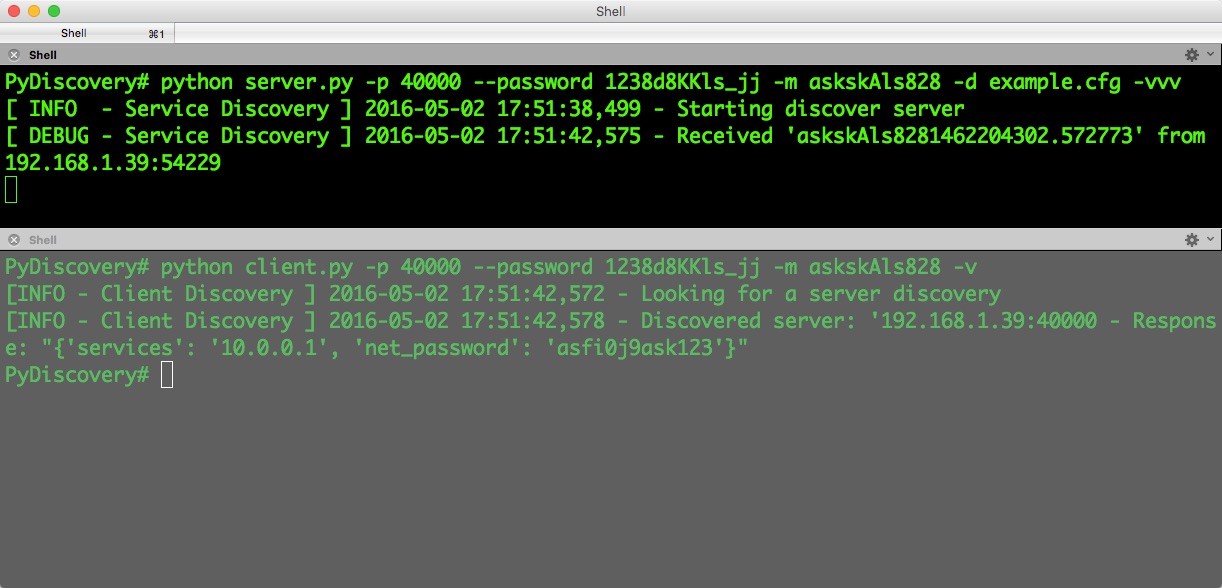 Shell
Shell ⌘1
Shell
PyDiscovery# python server.py -p 40000 --password 1238d8KKls_jj -m askskAls828 -d example.cfg -vvv
[ INFO  - Service Discovery ] 2016-05-02 17:51:38,499 - Starting discover server
[ DEBUG - Service Discovery ] 2016-05-02 17:51:42,575 - Received 'askskAls8281462204302.572773' from
192.168.1.39:54229
Shell
PyDiscovery# python client.py -p 40000 --password 1238d8KKls_jj -m askskAls828 -v
[INFO - Client Discovery ] 2016-05-02 17:51:42,572 - Looking for a server discovery
[INFO - Client Discovery ] 2016-05-02 17:51:42,578 - Discovered server: '192.168.1.39:40000 - Respons
e: "{'services': '10.0.0.1', 'net_password': 'asfi0j9ask123'}"
PyDiscovery#